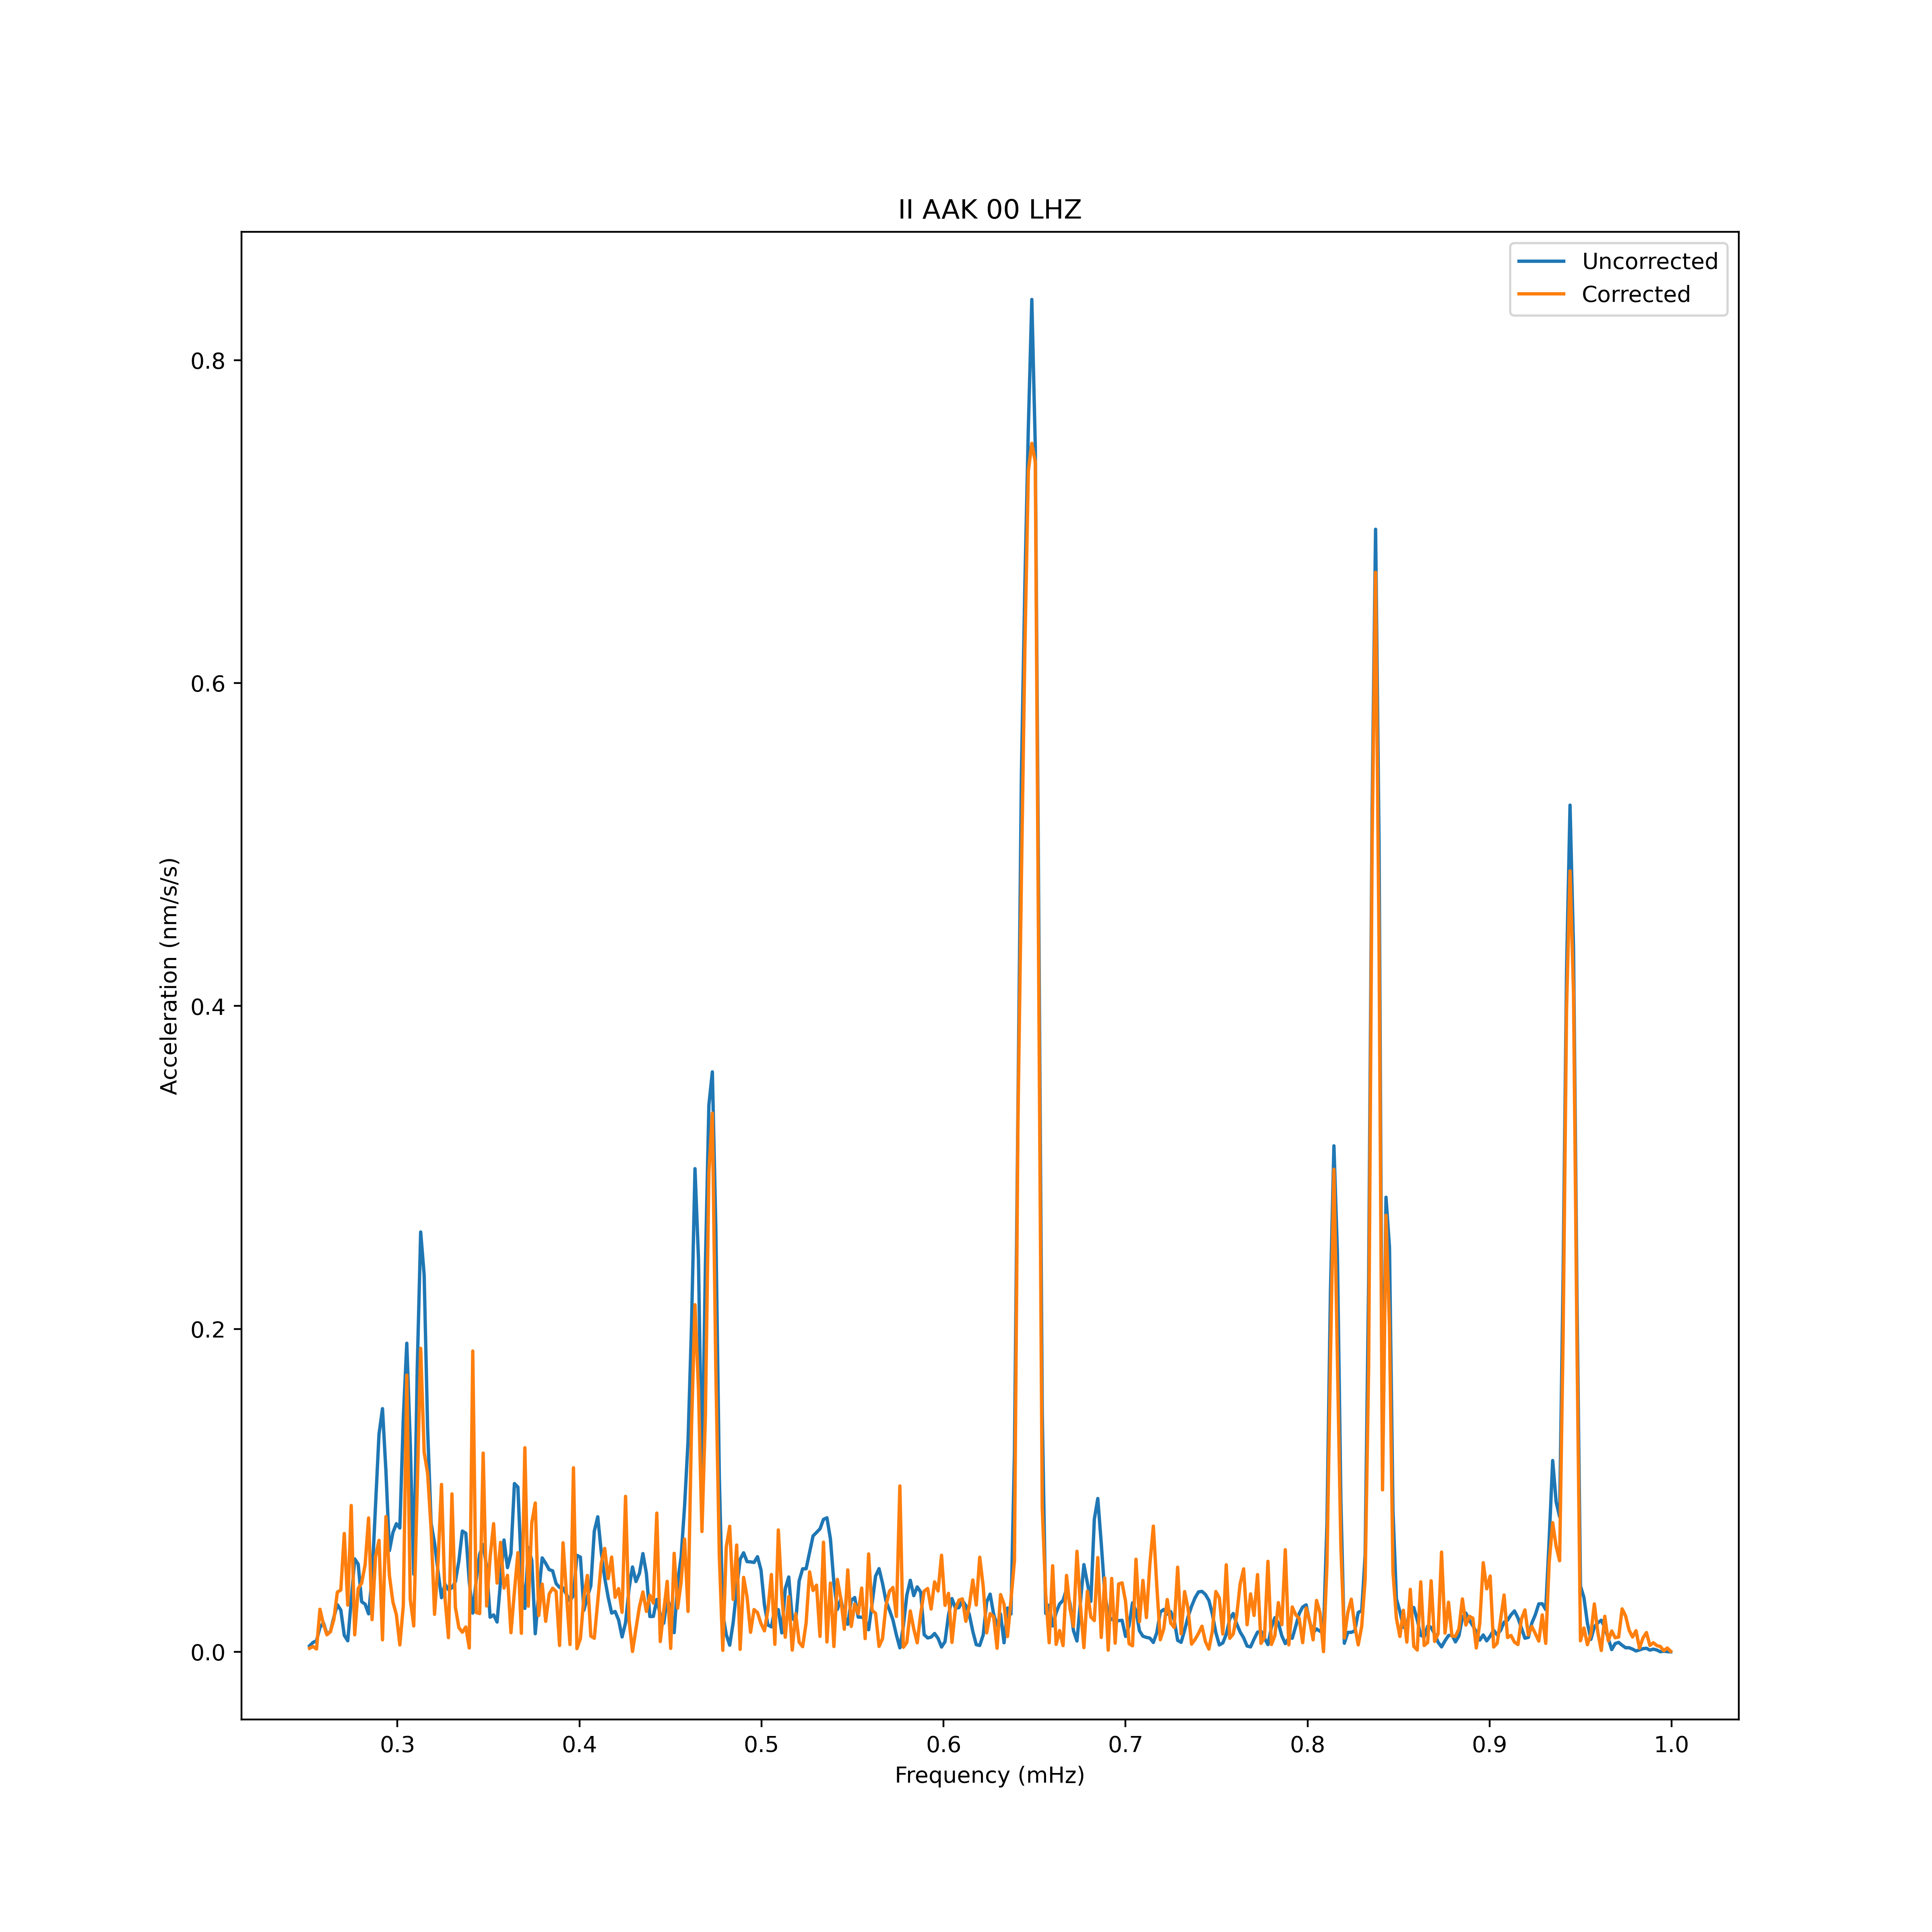 II AAK 00 LHZ
Uncorrected
Corrected
0.8
0.6
0.4
0.2
0.0
Acceleration (nm/s/s)
0.3 0.4 0.5 0.6 0.7 0.8 0.9 1.0
Frequency (mHz)